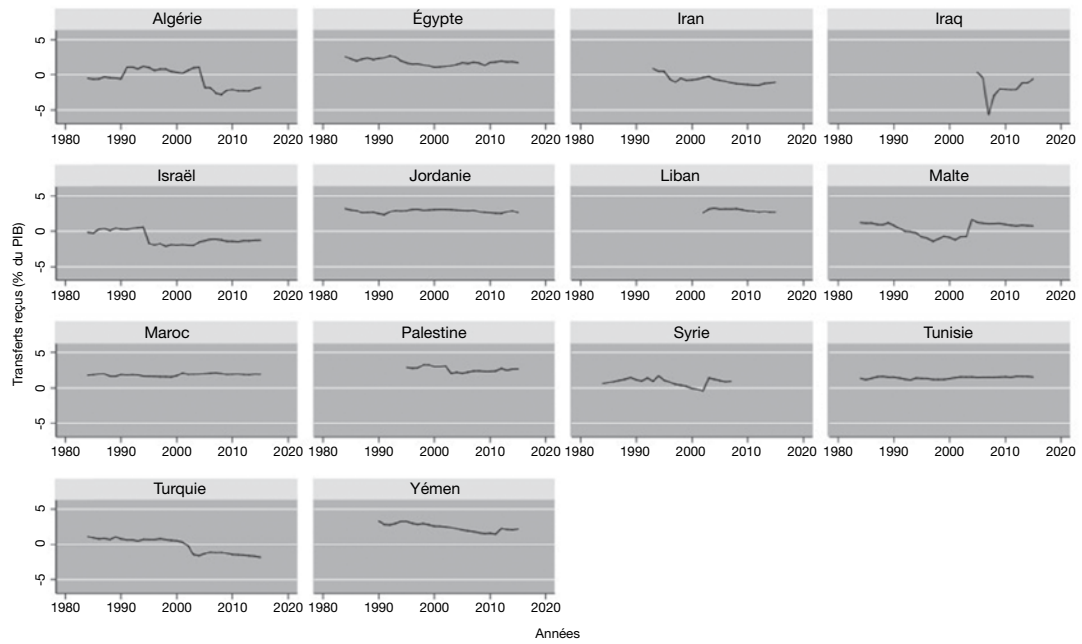 Algérie Égypte Iran Iraq
5
0
-5
1980 1990 2000 2010 2020 1980 1990 2000 2010 2020 1980 1990 2000 2010 2020 1980 1990 2000 2010 2020
Israël Jordanie Liban Malte
5
0
-5
1980 1990 2000 2010 2020 1980 1990 2000 2010 2020 1980 1990 2000 2010 2020 1980 1990 2000 2010 2020
Transferts reçus (% du PIB)
Maroc Palestine Syrie Tunisie
5
0
-5
1980 1990 2000 2010 2020 1980 1990 2000 2010 2020 1980 1990 2000 2010 2020 1980 1990 2000 2010 2020
Turquie Yémen
5
0
-5
1980 1990 2000 2010 2020 1980 1990 2000 2010 2020
Années